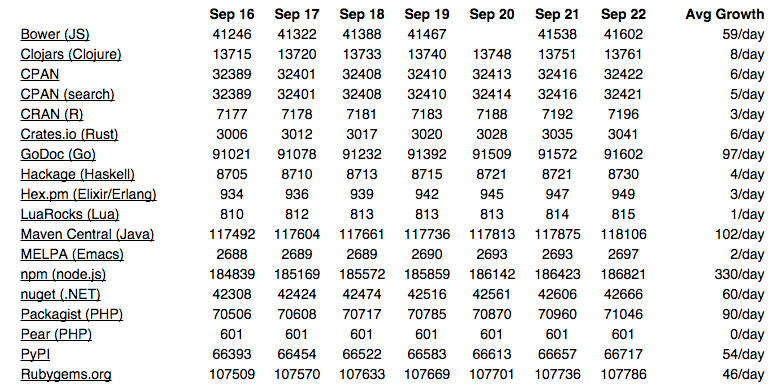 Sep 16 Sep 17 Sep 18 Sep 19 Sep 20 Sep 21 Sep 22 Avg Growth
Bower (JS) 41246 41322 41388 41467 41538 41602 59/day
Clojars (Clojure) 13715 13720 13733 13740 13748 13751 13761 8/day
CPAN 32389 32401 32408 32410 32413 32416 32422 6/day
CPAN (search) 32389 32401 32408 32410 32414 32416 32421 5/day
CRAN (R) 7177 7178 7181 7183 7188 7192 7196 3/day
Crates.io (Rust) 3006 3012 3017 3020 3028 3035 3041 6/day
GoDoc (Go) 91021 91078 91232 91392 91509 91572 91602 97/day
Hackage (Haskell) 8705 8710 8713 8715 8721 8721 8730 4/day
Hex.pm (Elixir/Erlang) 934 936 939 942 945 947 949 3/day
LuaRocks (Lua) 810 812 813 813 813 814 815 1/day
Maven Central (Java) 117492 117604 117661 117736 117813 117875 118106 102/day
MELPA (Emacs) 2688 2689 2689 2690 2693 2693 2697 2/day
npm (node.js) 184839 185169 185572 185859 186142 186423 186821 330/day
nuget (.NET) 42308 42424 42474 42516 42561 42606 42666 60/day
Packagist (PHP) 70506 70608 70717 70785 70870 70960 71046 90/day
Pear (PHP) 601 601 601 601 601 601 601 0/day
PyPI 66393 66454 66522 66583 66613 66657 66717 54/day
Rubygems.org 107509 107570 107633 107669 107701 107736 107786 46/day